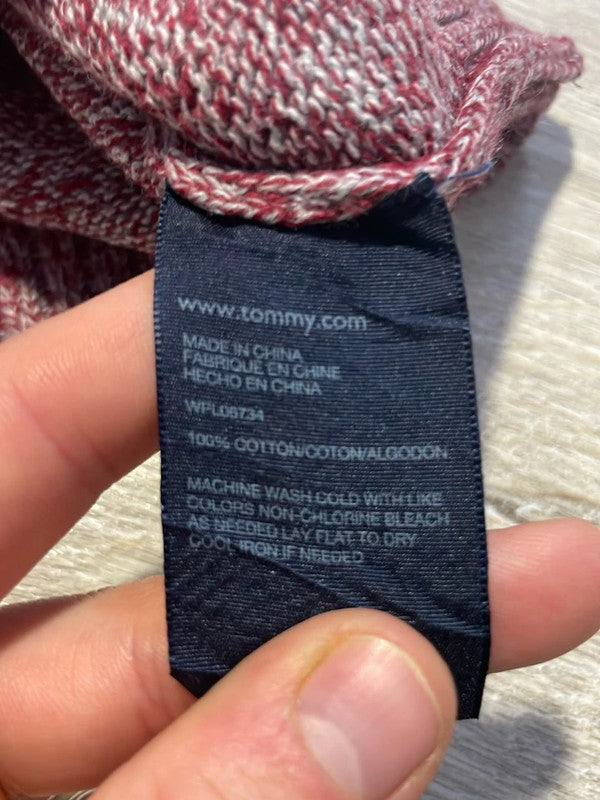 www.tommy.com
MADE IN CHINA
FABRIQUE EN CHINE
HECHO EN CHINA
WPL06734
100% COTTON/COTON/ALGODON
MACHINE WASH COLD WITH LIKE
COLORS NON-CHLORINE BLEACH
AS NEEDED LAY FLAT TO DRY
COOL IRON IF NEEDED